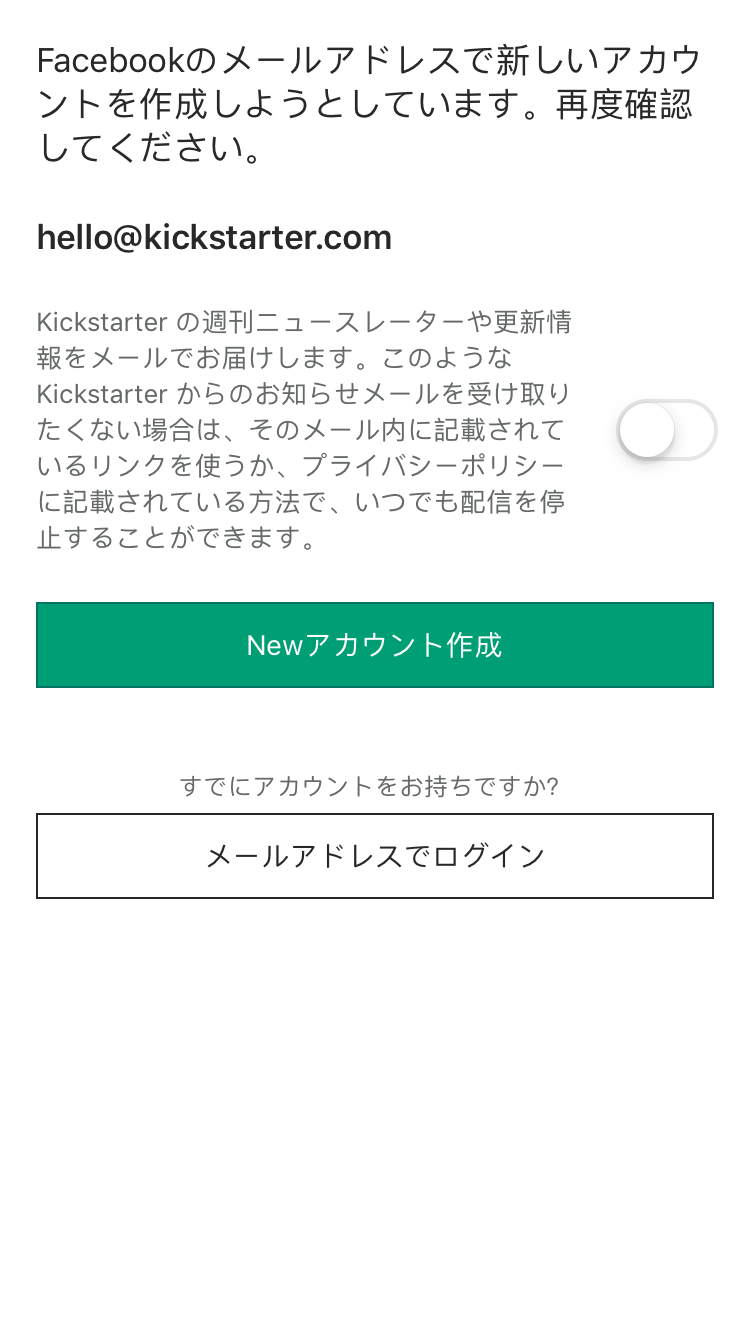 Facebookのメールアドレスで新しいアカウ
ントを作成しようとしています。再度確認
してください。
hello@kickstarter.com
Kickstarter の週刊ニュースレーターや更新情
報をメールでお届けします。このような
Kickstarter からのお知らせメールを受け取り
たくない場合は、そのメール内に記載されて
いるリンクを使うか、プライバシーポリシー
に記載されている方法で、いつでも配信を停
止することができます。
Newアカウント作成
すでにアカウントをお持ちですか?
メールアドレスでログイン